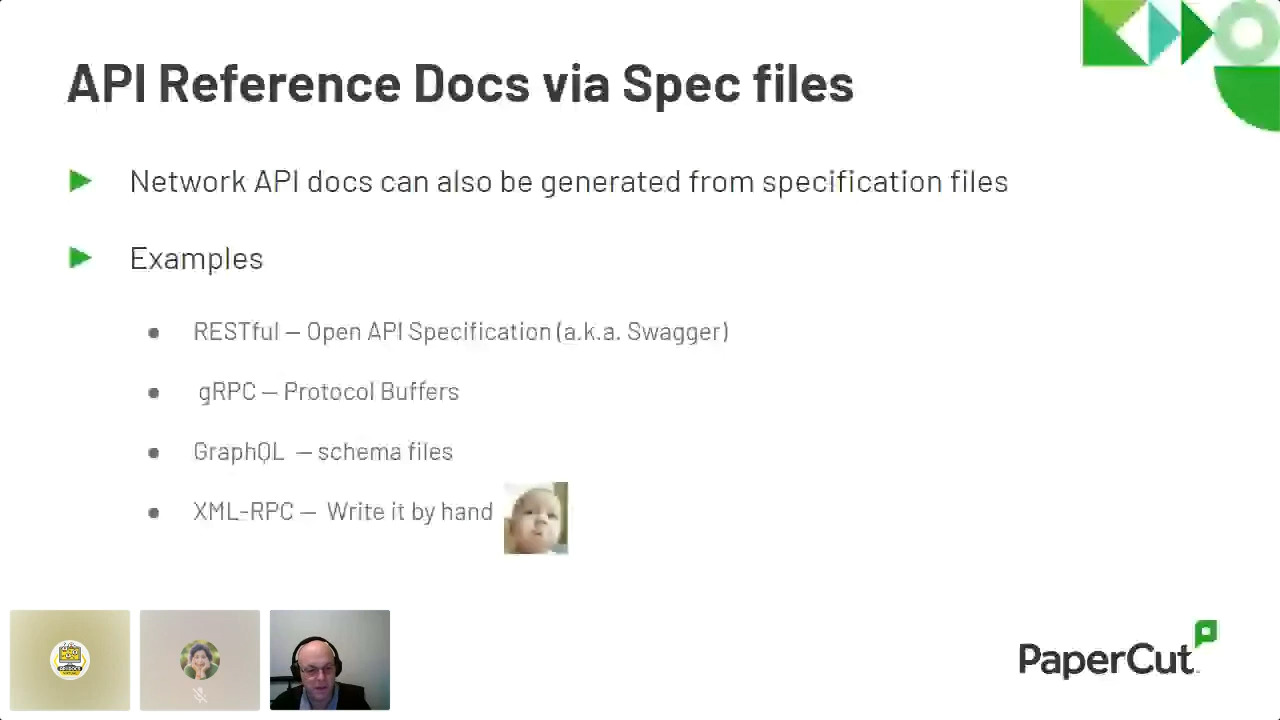 API Reference Docs via Spec files
Network API docs can also be generated from specification files
Examples
RESTful — Open API Specification (a.k.a. Swagger)
gRPC — Protocol Buffers
GraphQL — schema files
XML-RPC — Write it by hand
PaperCut